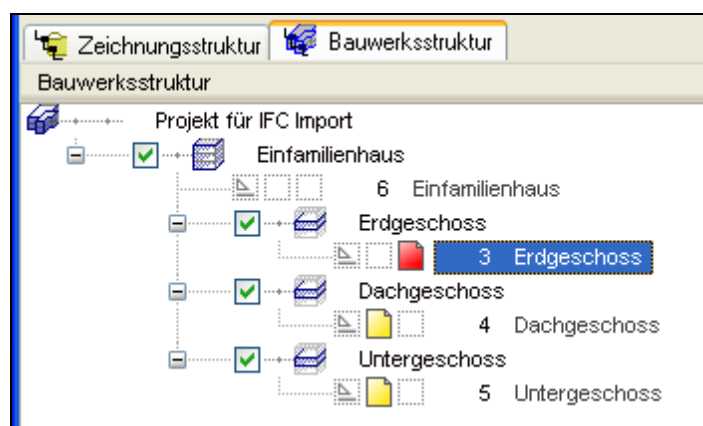 Zeichnungsstruktur Bauwerksstruktur
Bauwerksstruktur
Projekt für IFC Import
Einfamilienhaus
6 Einfamilienhaus
Erdgeschoss
3 Erdgeschoss
Dachgeschoss
4 Dachgeschoss
Untergeschoss
5 Untergeschoss